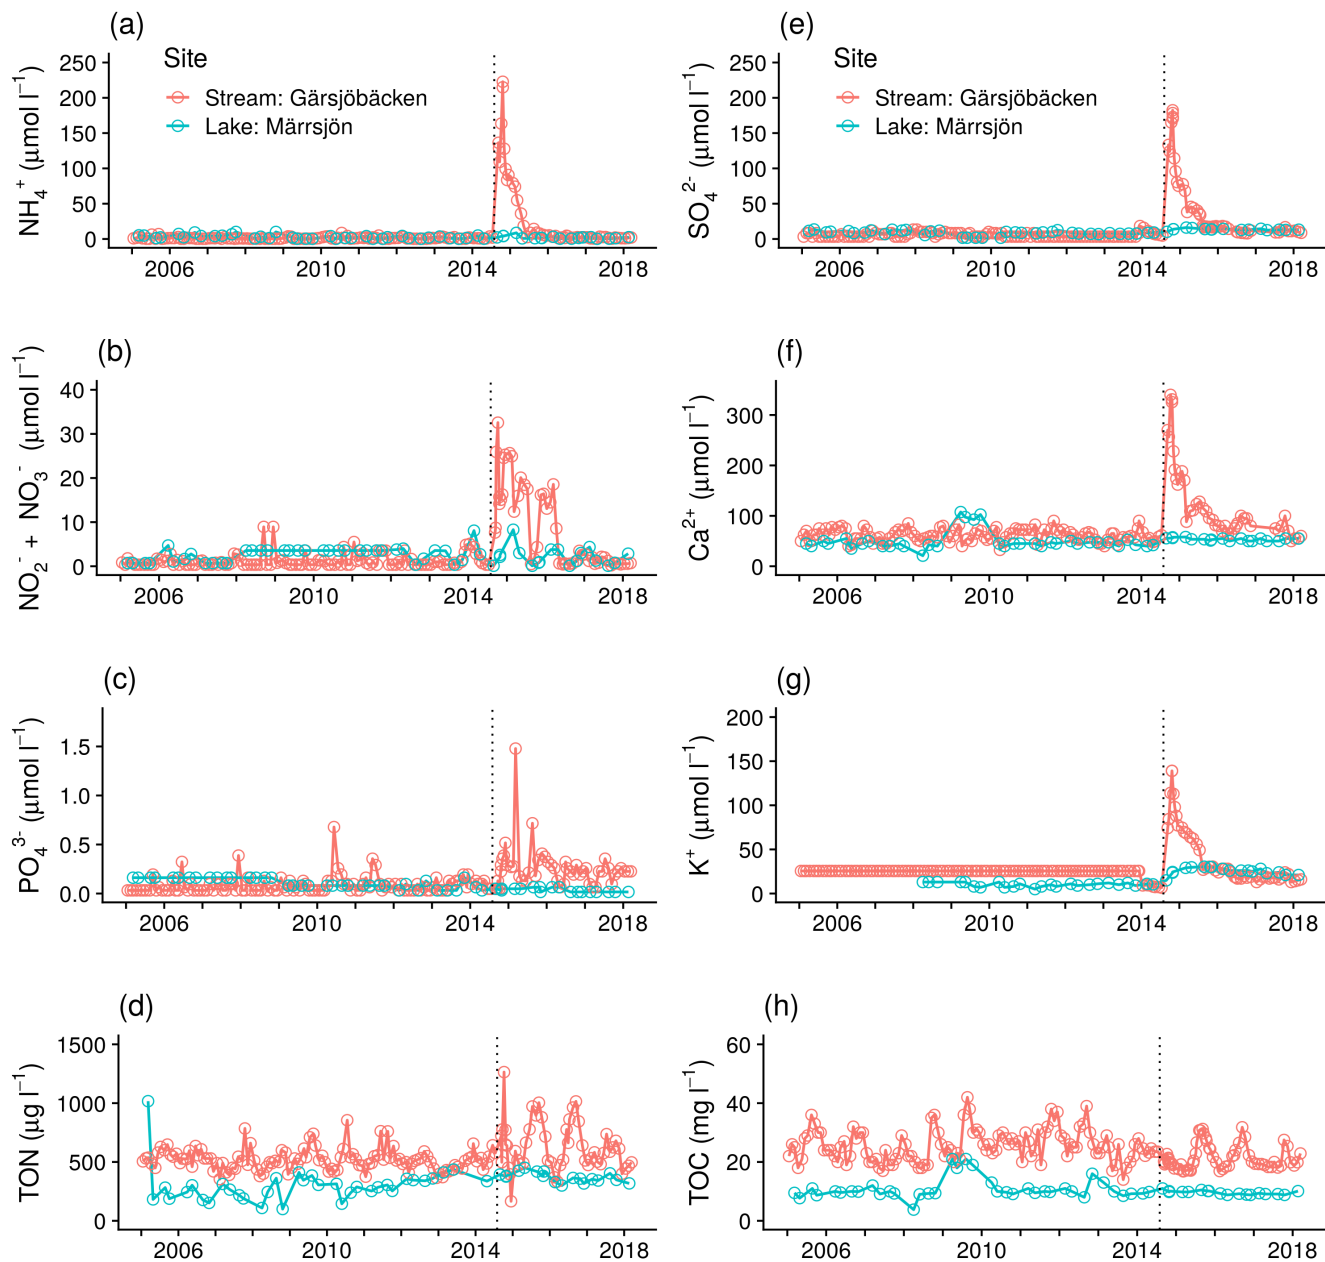 (a)
NH₄⁺ (μmol l⁻¹)
250
200
150
100
50
0
Site
Stream: Gärsjöbäcken
Lake: Märrsjön
2006 2010 2014 2018
(e)
SO₄²⁻ (μmol l⁻¹)
250
200
150
100
50
0
Site
Stream: Gärsjöbäcken
Lake: Märrsjön
2006 2010 2014 2018
(b)
NO₂⁻ + NO₃⁻ (μmol l⁻¹)
40
30
20
10
0
2006 2010 2014 2018
(f)
Ca²⁺ (μmol l⁻¹)
300
200
100
0
2006 2010 2014 2018
(c)
PO₄³⁻ (μmol l⁻¹)
1.5
1.0
0.5
0.0
2006 2010 2014 2018
(g)
K⁺ (μmol l⁻¹)
200
150
100
50
0
2006 2010 2014 2018
(d)
TON (μg l⁻¹)
1500
1000
500
0
2006 2010 2014 2018
(h)
TOC (mg l⁻¹)
60
40
20
0
2006 2010 2014 2018